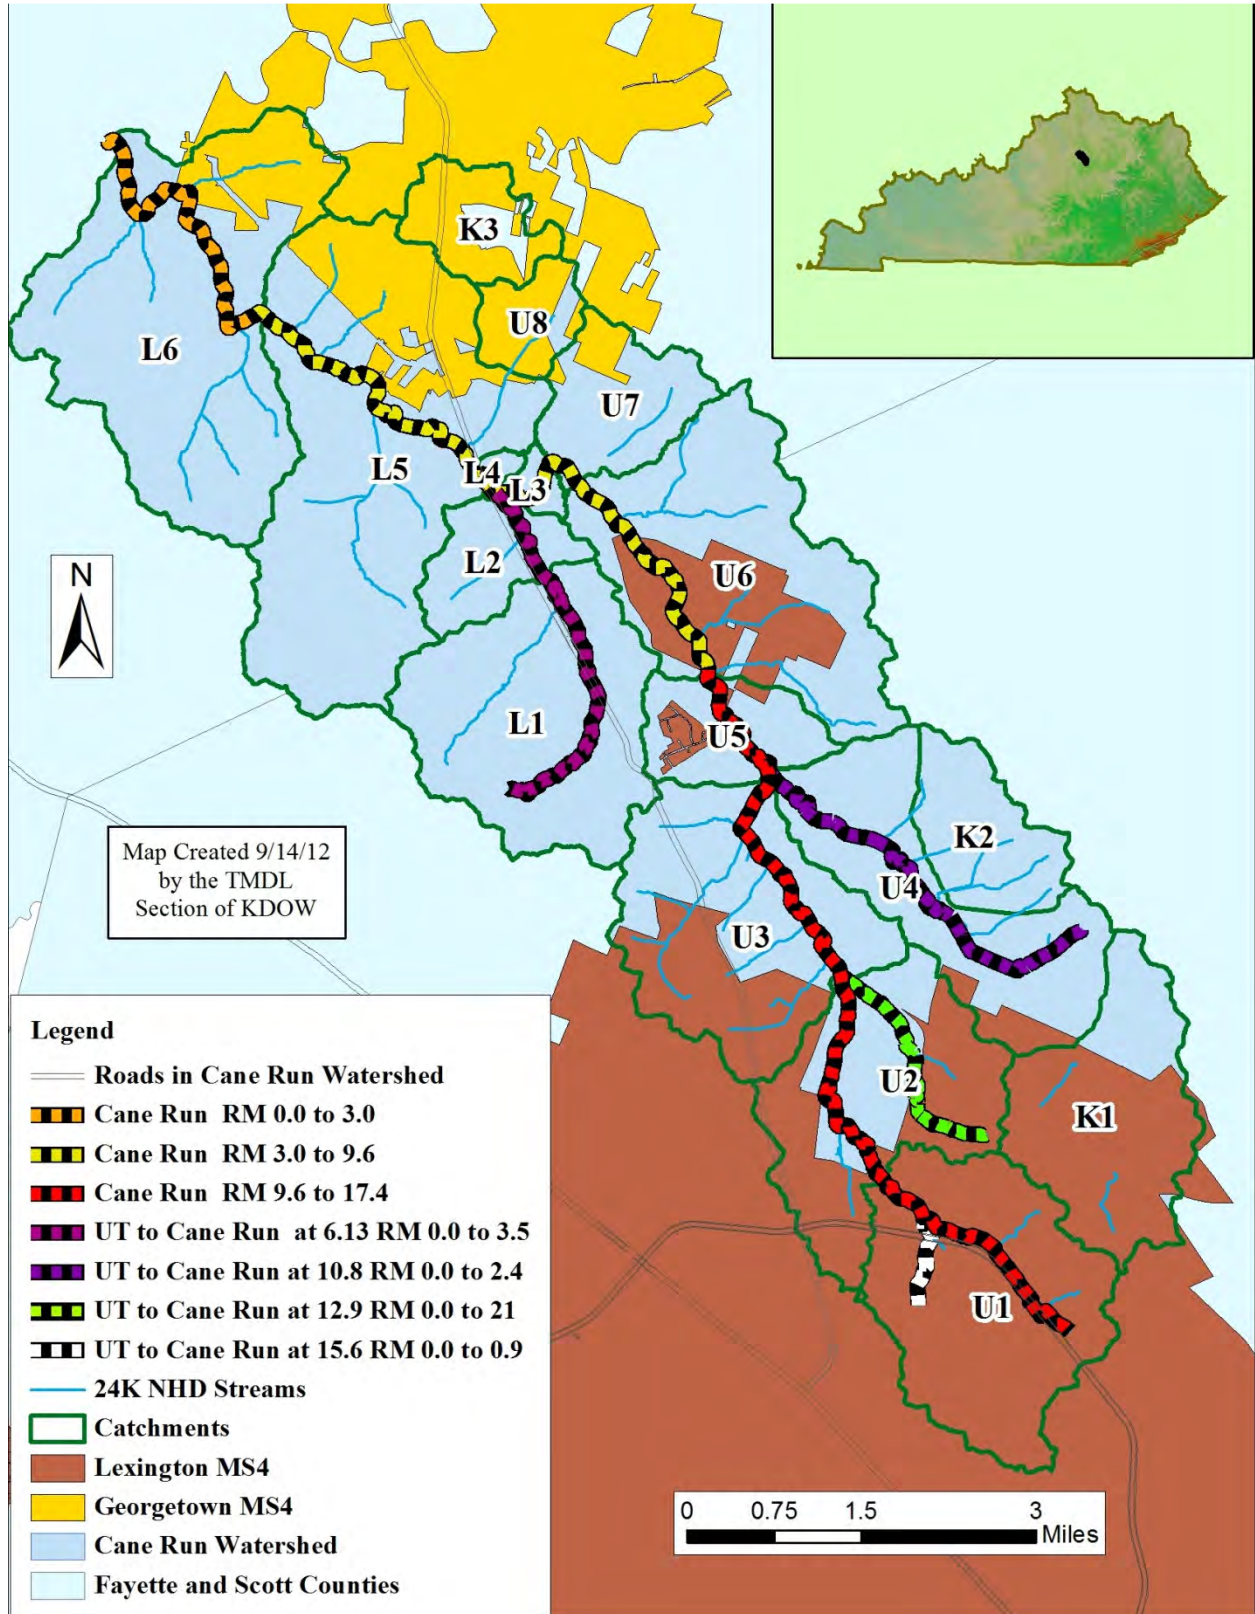 K3
U8
L6
U7
L4
L5
L3
L2
U6
N
L1
U5
Map Created 9/14/12
by the TMDL
Section of KDOW
K2
U4
U3
U2
K1
U1
Legend
Roads in Cane Run Watershed
Cane Run RM 0.0 to 3.0
Cane Run RM 3.0 to 9.6
Cane Run RM 9.6 to 17.4
UT to Cane Run at 6.13 RM 0.0 to 3.5
UT to Cane Run at 10.8 RM 0.0 to 2.4
UT to Cane Run at 12.9 RM 0.0 to 21
UT to Cane Run at 15.6 RM 0.0 to 0.9
24K NHD Streams
Catchments
Lexington MS4
Georgetown MS4
Cane Run Watershed
Fayette and Scott Counties
0 0.75 1.5 3
Miles